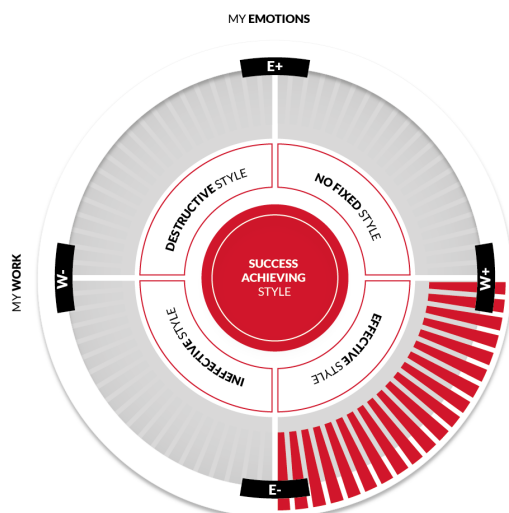 MY EMOTIONS
E+
DESTRUCTIVE STYLE
NO FIXED STYLE
MY WORK
W-
SUCCESS
ACHIEVING
STYLE
W+
INEFFECTIVE STYLE
EFFECTIVE STYLE
E-